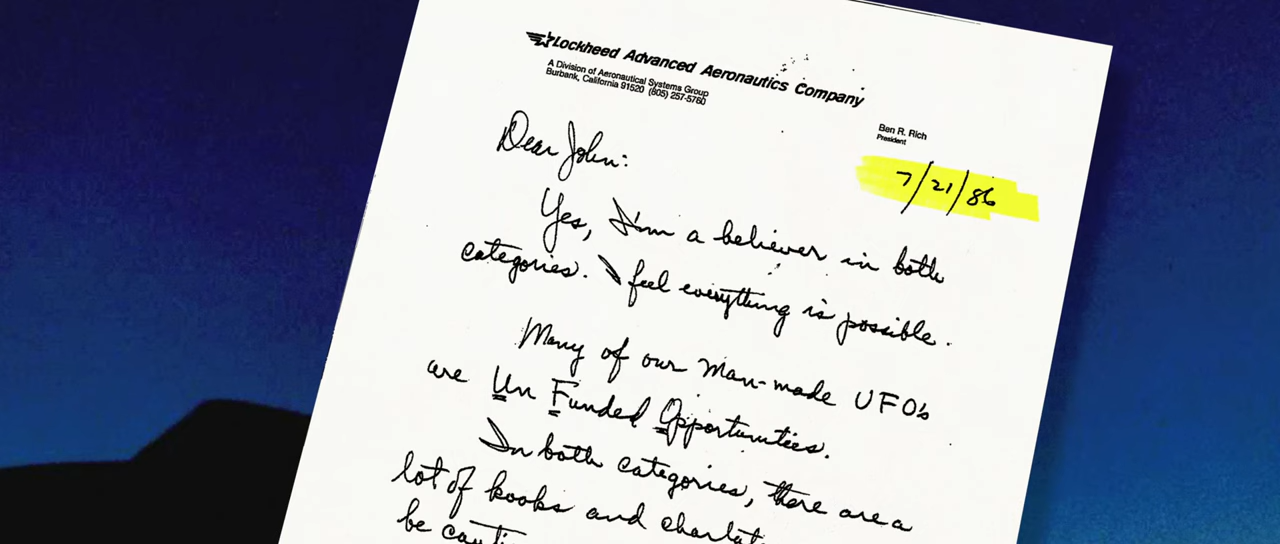 Lockheed Advanced Aeronautics Company
A Division of Aeronautical Systems Group
Burbank, California 91520 (805) 257-5760
Ben R. Rich
President
7/21/86
Dear John:
Yes, I'm a believer in both
categories. I feel everything is possible.
Many of our man-made UFO's
are Un Funded Opportunities.
In both categories, there are a
lot of kooks and
be